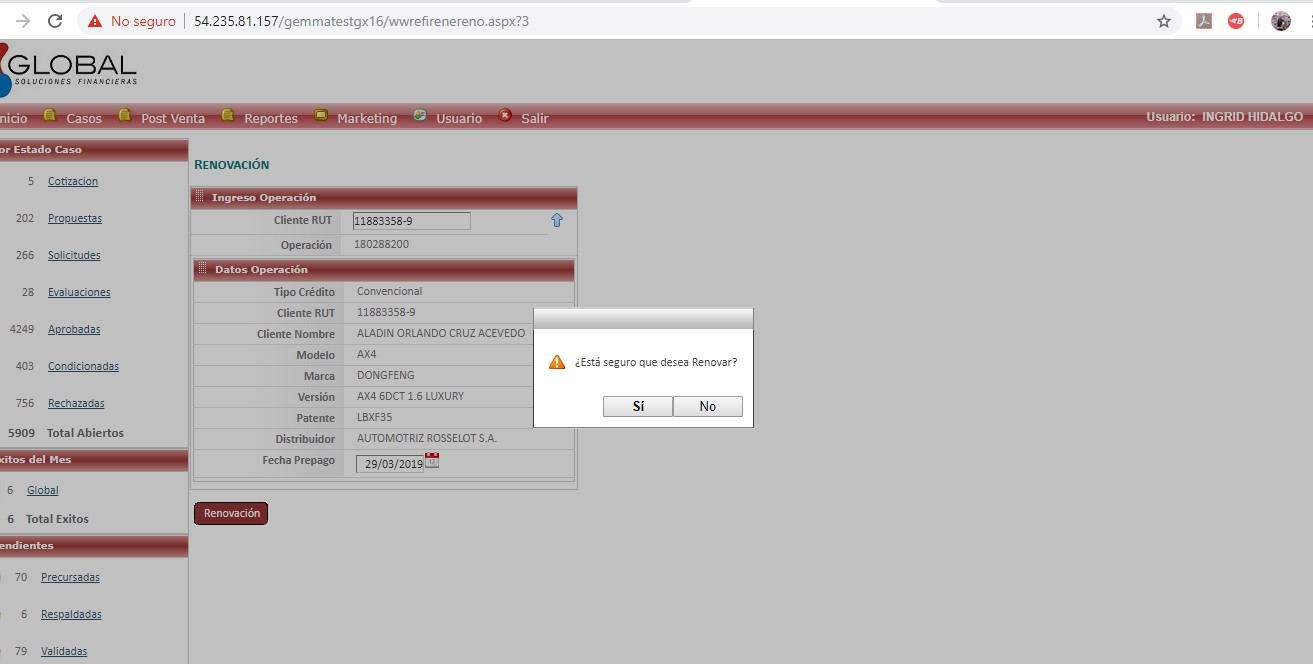 No seguro
54.235.81.157/gemmatestgx16/wwrefirenereno.aspx?3
GLOBAL
SOLUCIONES FINANCIERAS
nicio Casos Post Venta Reportes Marketing Usuario Salir Usuario: INGRID HIDALGO
or Estado Caso
5 Cotizacion
202 Propuestas
266 Solicitudes
28 Evaluaciones
4249 Aprobadas
403 Condicionadas
756 Rechazadas
5909 Total Abiertos
xitos del Mes
6 Global
6 Total Exitos
endientes
70 Precursadas
6 Respaldadas
79 Validadas
RENOVACIÓN
Ingreso Operación
Cliente RUT 11883358-9
Operación 180288200
Datos Operación
Tipo Crédito Convencional
Cliente RUT 11883358-9
Cliente Nombre ALADIN ORLANDO CRUZ ACEVEDO
Modelo AX4
Marca DONGFENG
Versión AX4 6DCT 1.6 LUXURY
Patente LBXF35
Distribuidor AUTOMOTRIZ ROSSELOT S.A.
Fecha Prepago 29/03/2019
Renovación
¿Está seguro que desea Renovar?
Sí No